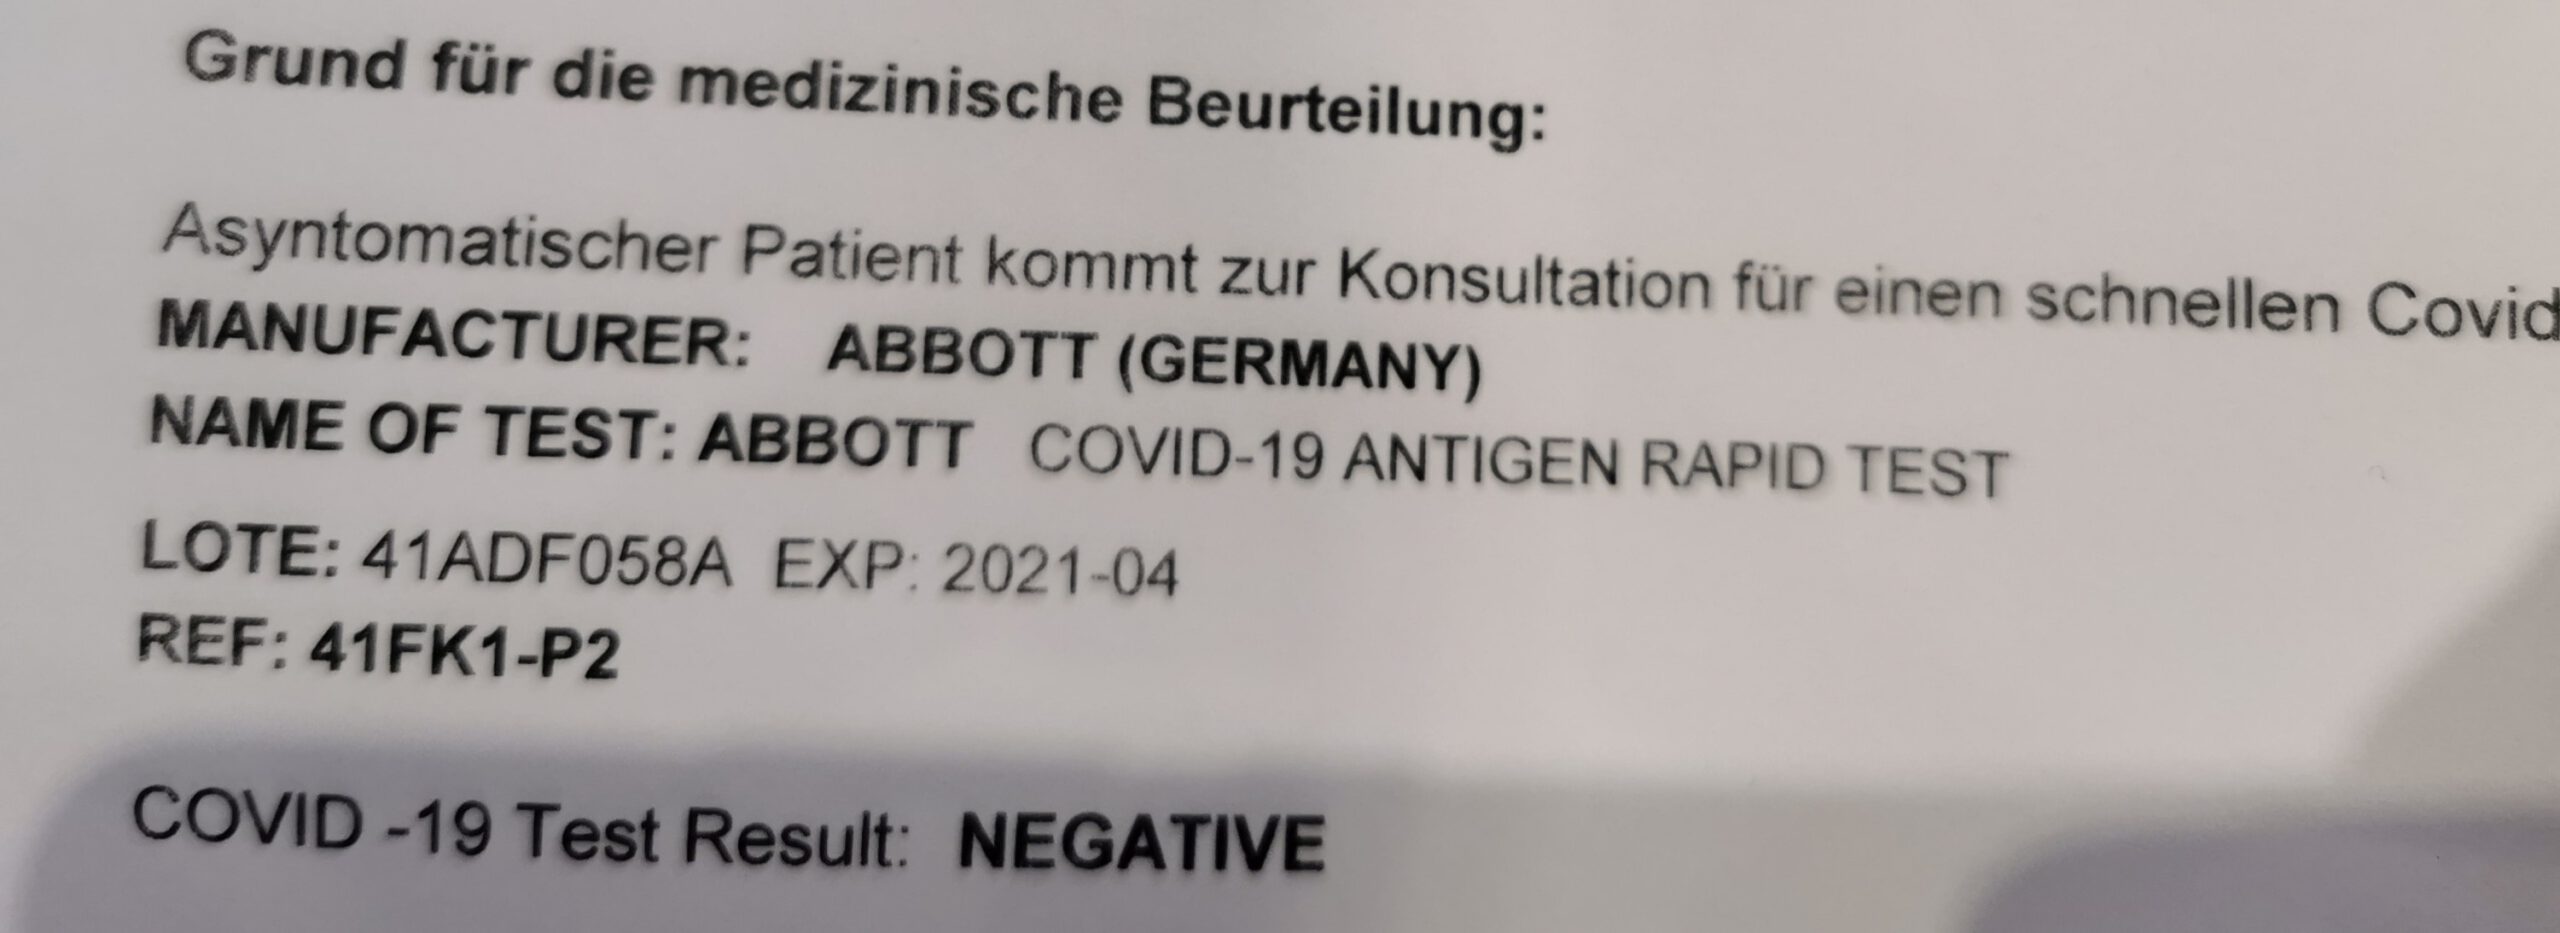 Grund für die medizinische Beurteilung:
Asyntomatischer Patient kommt zur Konsultation für einen schnellen Covid
MANUFACTURER: ABBOTT (GERMANY)
NAME OF TEST: ABBOTT COVID-19 ANTIGEN RAPID TEST
LOTE: 41ADF058A EXP: 2021-04
REF: 41FK1-P2
COVID -19 Test Result: NEGATIVE